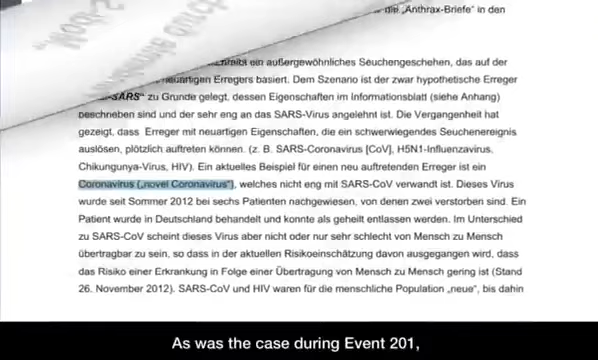 die „Anthrax-Briefe“ in den
ein außergewöhnliches Seuchengeschehen, das auf der
neuartigen Erregers basiert. Dem Szenario ist der zwar hypothetische Erreger
SARS“ zu Grunde gelegt, dessen Eigenschaften im Informationsblatt (siehe Anhang)
beschrieben sind und der sehr eng an das SARS-Virus angelehnt ist. Die Vergangenheit hat
gezeigt, dass Erreger mit neuartigen Eigenschaften, die ein schwerwiegendes Seuchenereignis
auslösen, plötzlich auftreten können. (z. B. SARS-Coronavirus [CoV], H5N1-Influenzavirus,
Chikungunya-Virus, HIV). Ein aktuelles Beispiel für einen neu auftretenden Erreger ist ein
Coronavirus („novel Coronavirus“), welches nicht eng mit SARS-CoV verwandt ist. Dieses Virus
wurde seit Sommer 2012 bei sechs Patienten nachgewiesen, von denen zwei verstorben sind. Ein
Patient wurde in Deutschland behandelt und konnte als geheilt entlassen werden. Im Unterschied
zu SARS-CoV scheint dieses Virus aber nicht oder nur sehr schlecht von Mensch zu Mensch
übertragbar zu sein, so dass in der aktuellen Risikoeinschätzung davon ausgegangen wird, dass
das Risiko einer Erkrankung in Folge einer Übertragung von Mensch zu Mensch gering ist (Stand
26. November 2012). SARS-CoV und HIV waren für die menschliche Population „neue“, bis dahin
As was the case during Event 201,